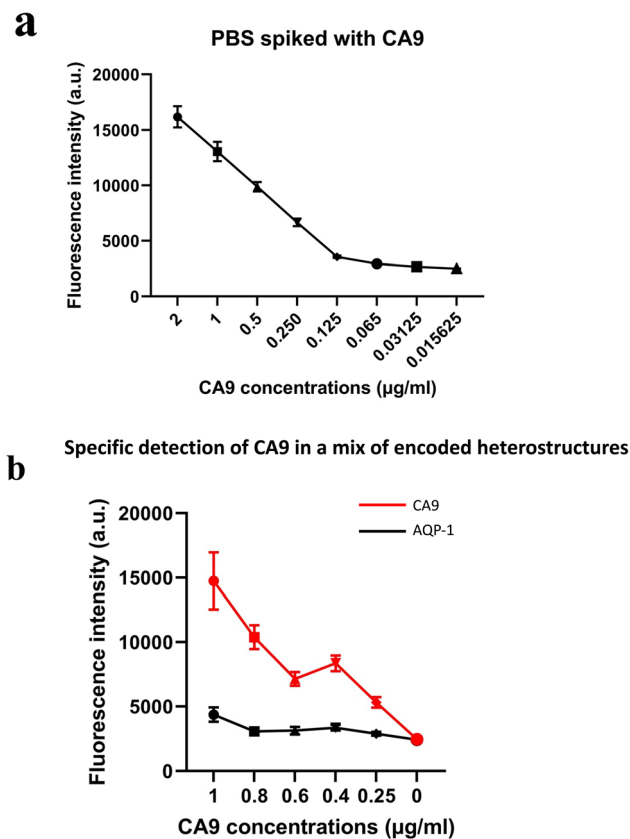 a
PBS spiked with CA9
Fluorescence intensity (a.u.)
20000
15000
10000
5000
0
2
1
0.5
0.250
0.125
0.065
0.03125
0.015625
CA9 concentrations (µg/ml)
Specific detection of CA9 in a mix of encoded heterostructures
b
CA9
AQP-1
Fluorescence intensity (a.u.)
20000
15000
10000
5000
0
1 0.8 0.6 0.4 0.25 0
CA9 concentrations (µg/ml)